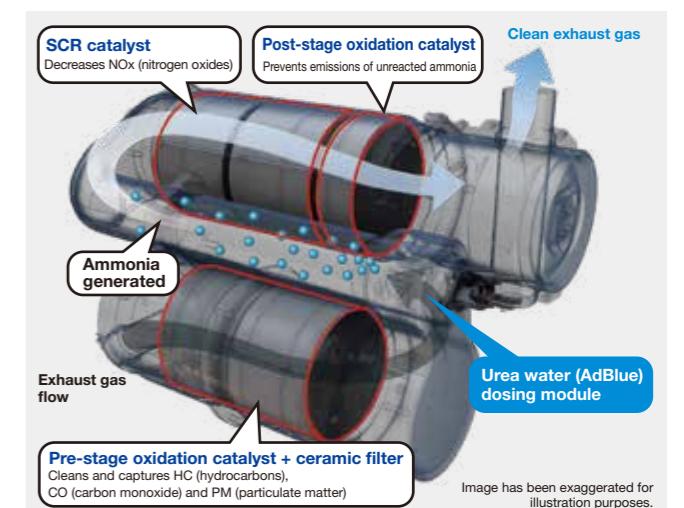 SCR catalyst
Decreases NOx (nitrogen oxides)
Post-stage oxidation catalyst
Prevents emissions of unreacted ammonia
Clean exhaust gas
Ammonia
generated
Exhaust gas
flow
Urea water (AdBlue)
dosing module
Pre-stage oxidation catalyst + ceramic filter
Cleans and captures HC (hydrocarbons),
CO (carbon monoxide) and PM (particulate matter)
Image has been exaggerated for
illustration purposes.